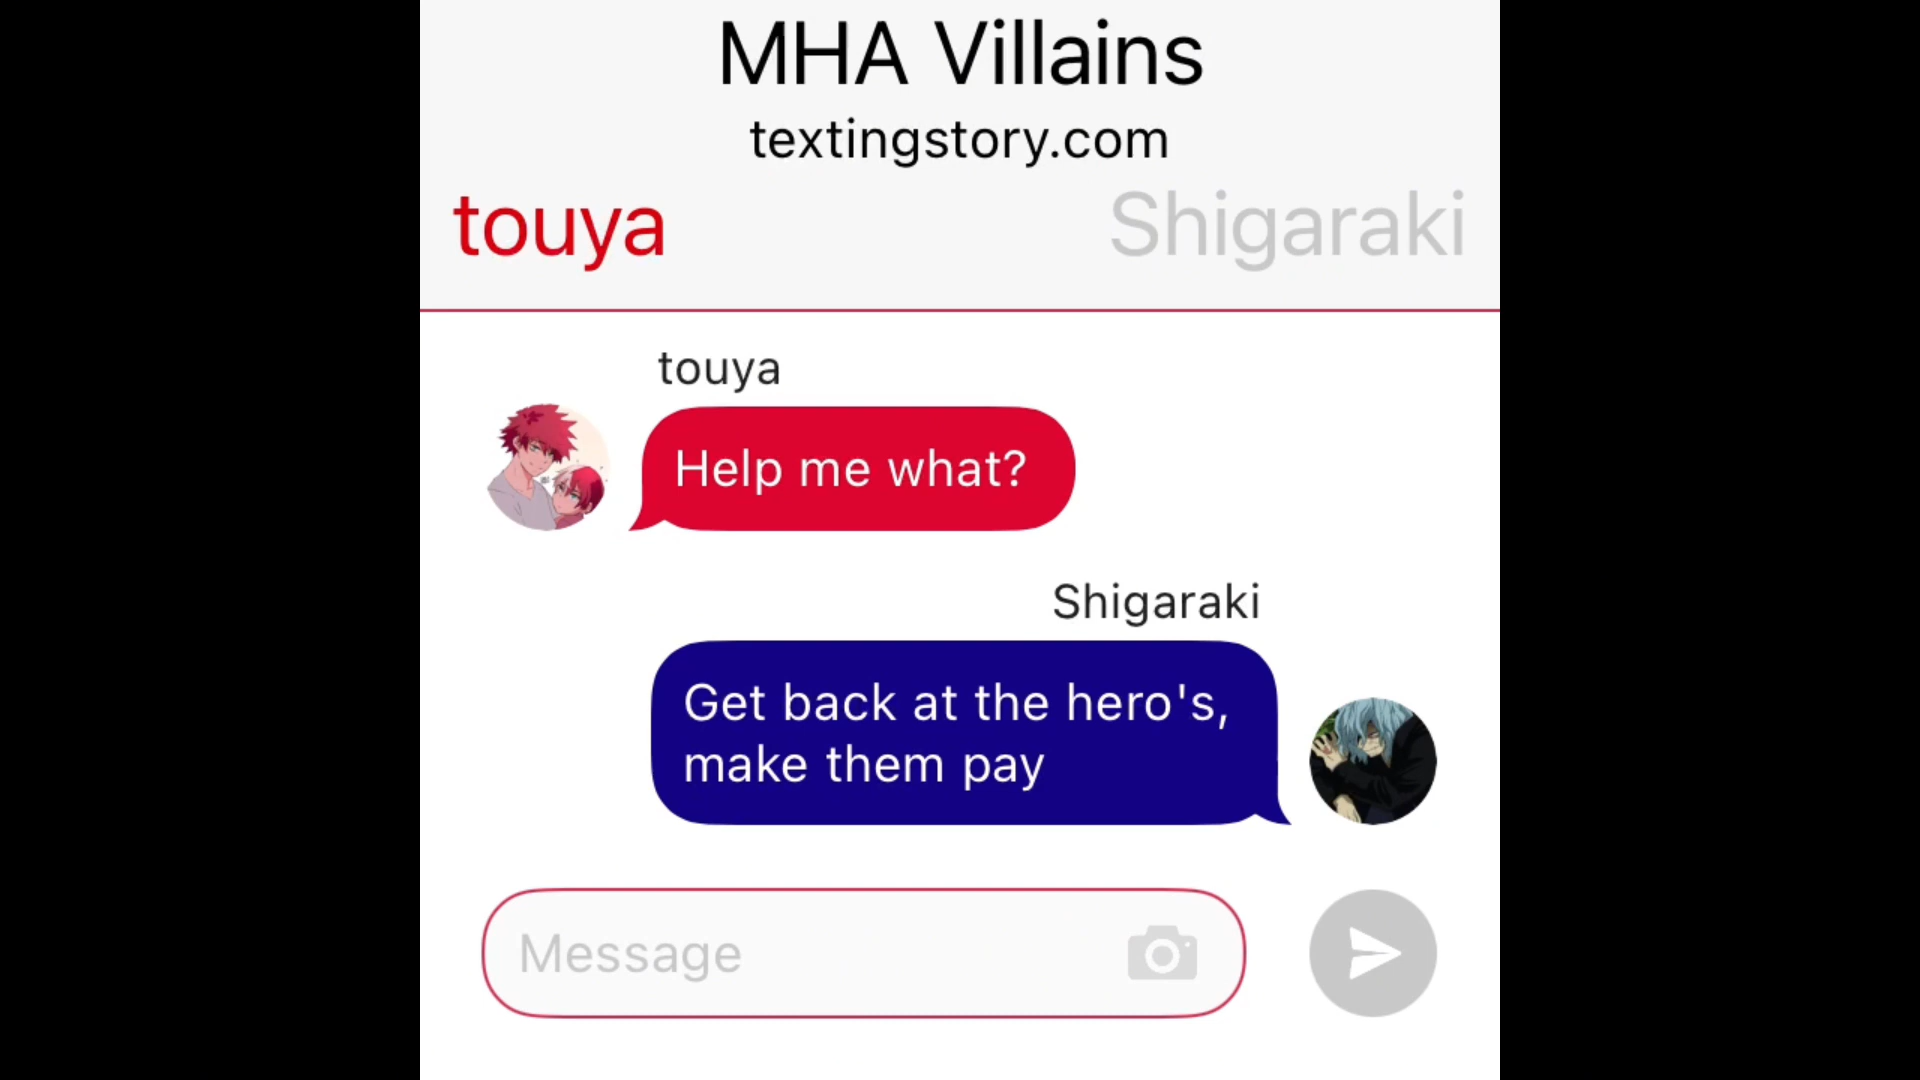 MHA Villains
textingstory.com
touya
Shigaraki
touya
Help me what?
Shigaraki
Get back at the hero's,
make them pay
Message